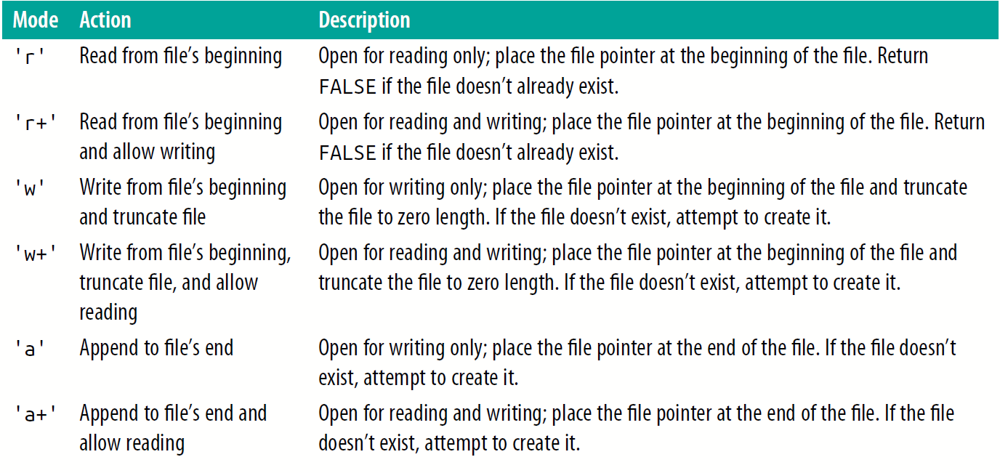 Mode Action Description
'r' Read from file’s beginning Open for reading only; place the file pointer at the beginning of the file. Return
FALSE if the file doesn’t already exist.
'r+' Read from file’s beginning Open for reading and writing; place the file pointer at the beginning of the file. Return
and allow writing FALSE if the file doesn’t already exist.
'w' Write from file’s beginning Open for writing only; place the file pointer at the beginning of the file and truncate
and truncate file the file to zero length. If the file doesn’t exist, attempt to create it.
'w+' Write from file’s beginning, Open for reading and writing; place the file pointer at the beginning of the file and
truncate file, and allow truncate the file to zero length. If the file doesn’t exist, attempt to create it.
reading
'a' Append to file’s end Open for writing only; place the file pointer at the end of the file. If the file doesn’t
exist, attempt to create it.
'a+' Append to file’s end and Open for reading and writing; place the file pointer at the end of the file. If the file
allow reading doesn’t exist, attempt to create it.